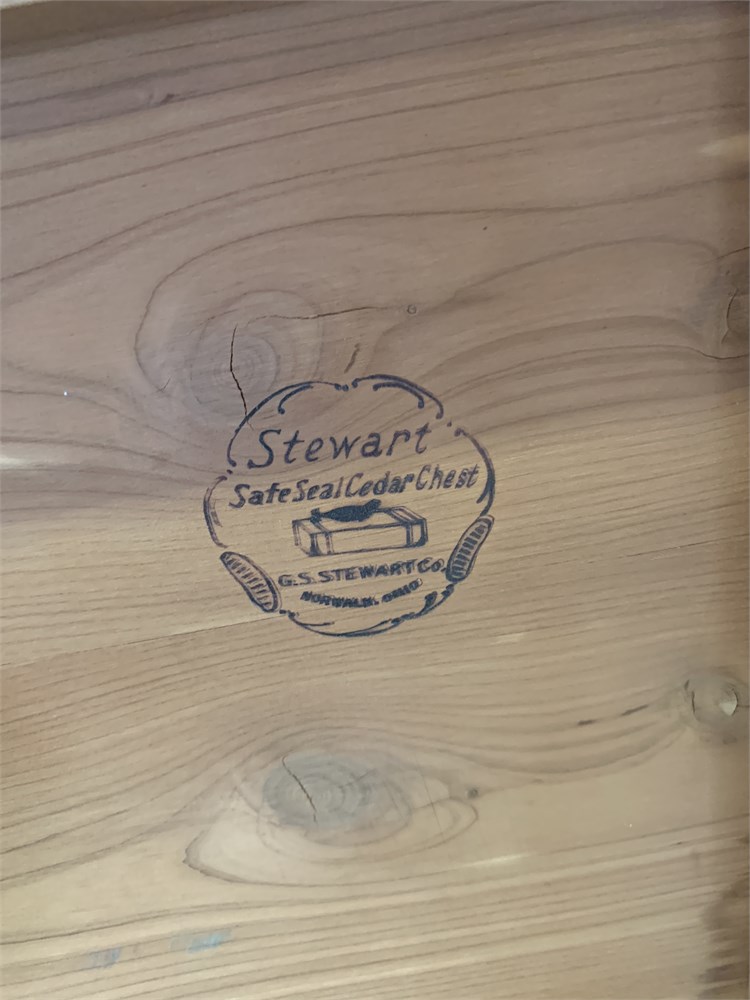 Stewart
Safe Seal Cedar Chest
G.S. STEWART Co.
NORWALK, OHIO